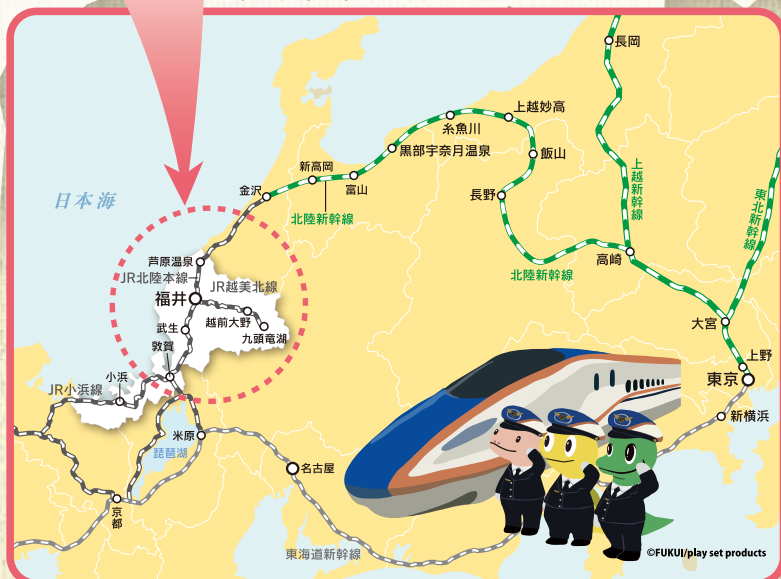 長岡
上越妙高
糸魚川
黒部宇奈月温泉
飯山
新高岡
富山
金沢
長野
上越新幹線
東北新幹線
日本海
北陸新幹線
高崎
北陸新幹線
芦原温泉
JR北陸本線
JR越美北線
福井
越前大野
九頭竜湖
武生
敦賀
大宮
上野
東京
小浜
JR小浜線
新横浜
米原
琵琶湖
名古屋
京都
東海道新幹線
©FUKUI/play set products